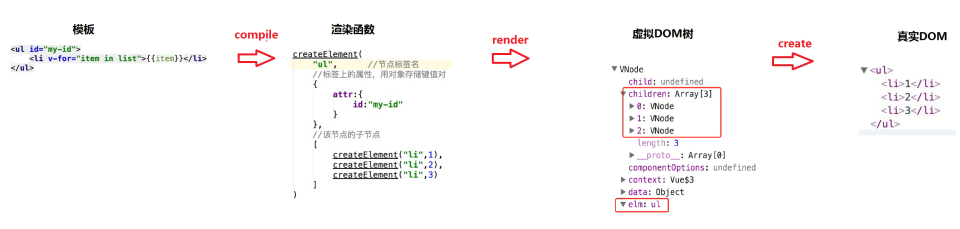 模板
<ul id="my-id">
<li v-for="item in list">{{item}}</li>
</ul>
compile
渲染函数
createElement(
"ul", //节点标签名
//标签上的属性，用对象存储键值对
{
attr:{
id:"my-id"
}
},
//该节点的子节点
[
createElement("li",1),
createElement("li",2),
createElement("li",3)
]
)
render
虚拟DOM树
VNode
child: undefined
children: Array[3]
0: VNode
1: VNode
2: VNode
length: 3
__proto__: Array[0]
componentOptions: undefined
context: Vue$3
data: Object
elm: ul
create
真实DOM
<ul>
<li>1</li>
<li>2</li>
<li>3</li>
</ul>